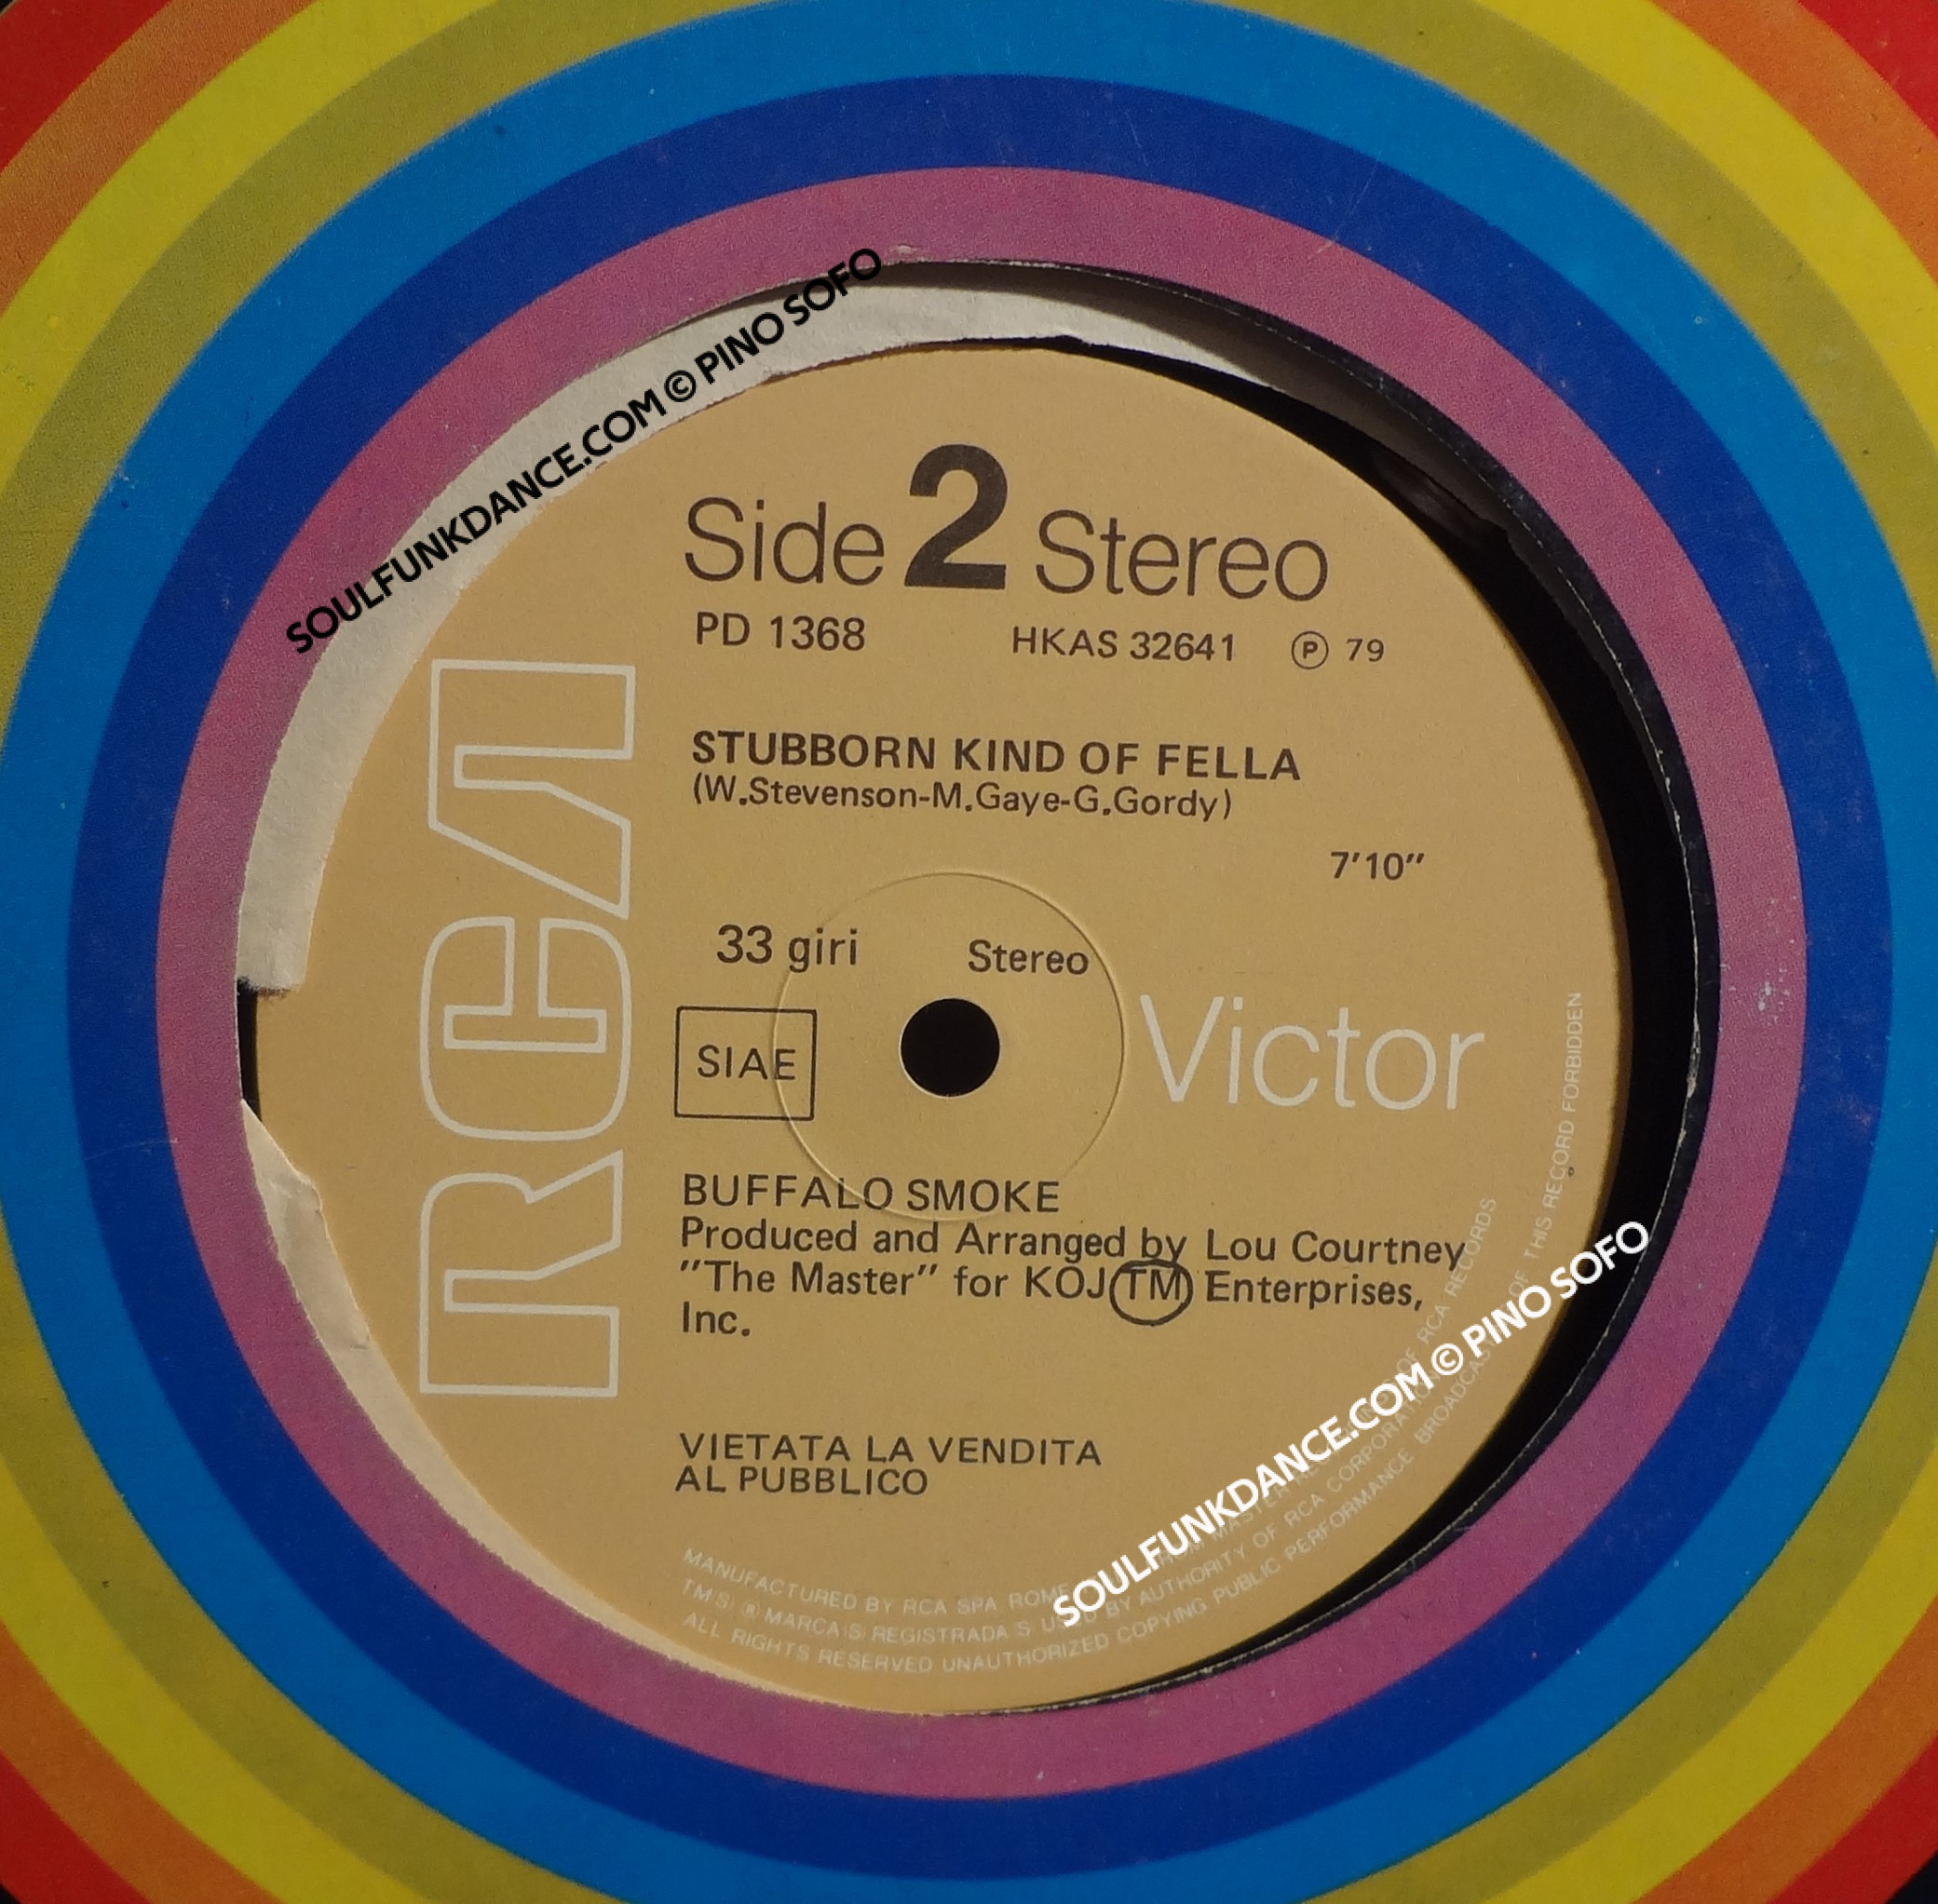 SOULFUNKDANCE.COM © PINO SOFO
Side 2 Stereo
PD 1368 HKAS 32641 ℗ 79
STUBBORN KIND OF FELLA
(W.Stevenson-M.Gaye-G.Gordy)
7'10"
33 giri Stereo
SIAE
RCA
Victor
BUFFALO SMOKE
Produced and Arranged by Lou Courtney
"The Master" for KOJ TM Enterprises,
Inc.
VIETATA LA VENDITA
AL PUBBLICO
MANUFACTURED BY RCA SPA ROME OF RCA RECORDS
TM S ® MARCA S REGISTRADA S USED BY AUTHORITY OF RCA CORPORATION
ALL RIGHTS RESERVED UNAUTHORIZED COPYING PUBLIC PERFORMANCE BROADCAST OF THIS RECORD FORBIDDEN
SOULFUNKDANCE.COM © PINO SOFO